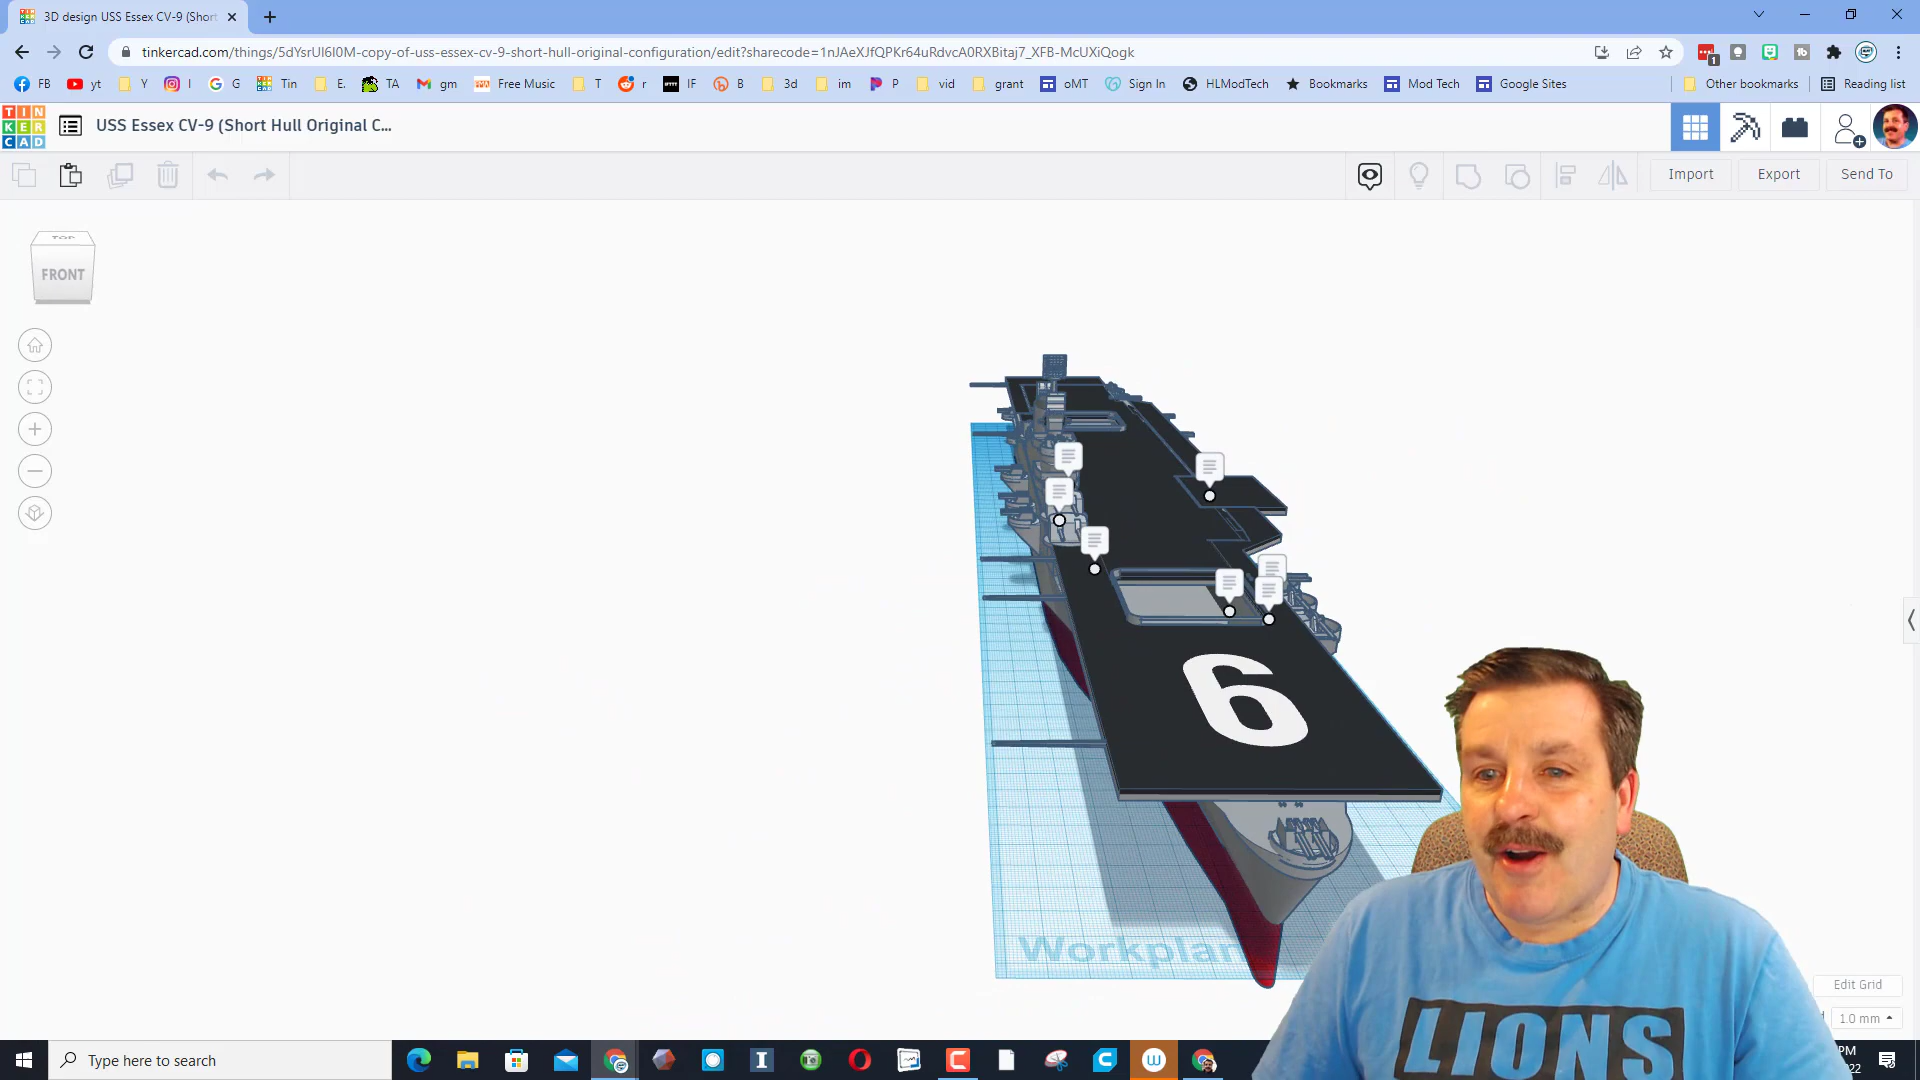 3D design USS Essex CV-9 (Short
tinkercad.com/things/5dYsrUl6I0M-copy-of-uss-essex-cv-9-short-hull-original-configuration/edit?sharecode=1nJAeXJfQPKr64uRdvcA0RXBitaj7_XFB-McUXiQogk
1
FB yt Y I G Tin E. TA gm Free Music T r IF B 3d im P vid grant oMT Sign In HLModTech Bookmarks Mod Tech Google Sites Other bookmarks Reading list
TIN
KER
CAD
USS Essex CV-9 (Short Hull Original C...
Import Export Send To
TOP
FRONT
6
Workplan
LIONS
Edit Grid
1.0 mm
Type here to search
PM